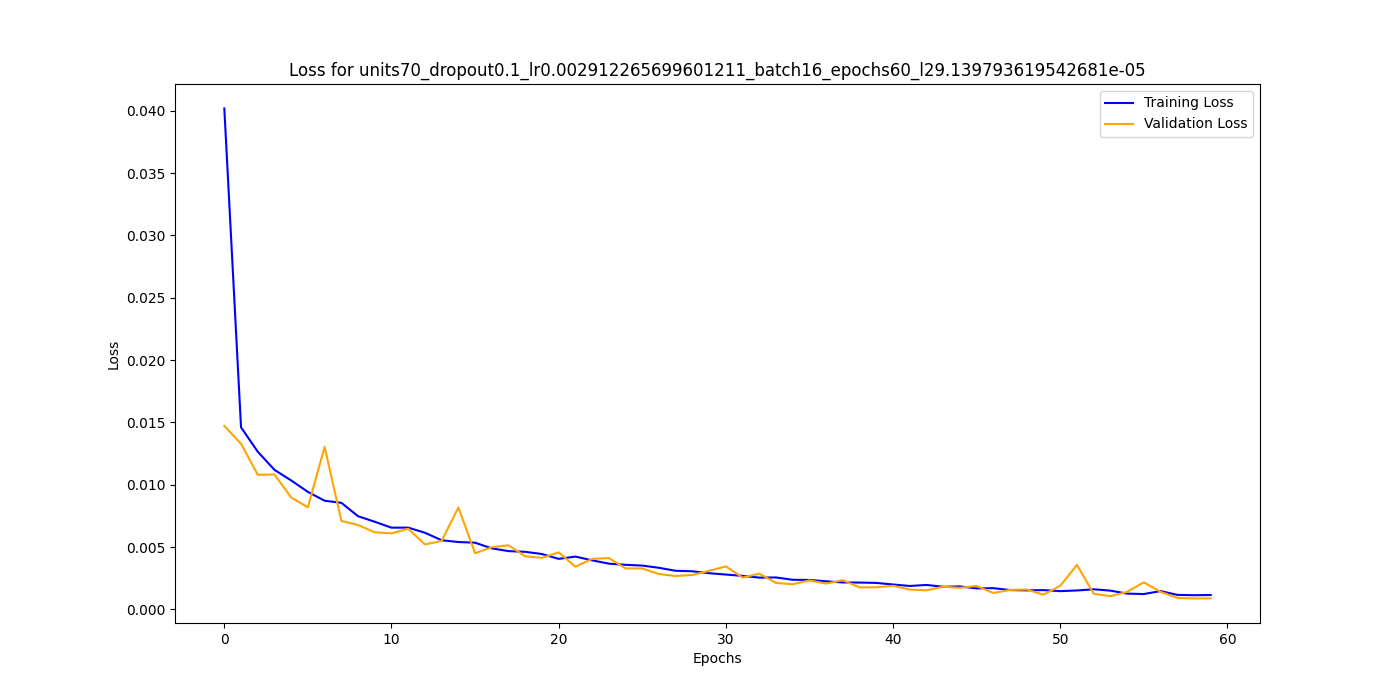 Loss for units70_dropout0.1_lr0.002912265699601211_batch16_epochs60_l29.139793619542681e-05
Training Loss
Validation Loss
0.040
0.035
0.030
0.025
0.020
0.015
0.010
0.005
0.000
Loss
0 10 20 30 40 50 60
Epochs